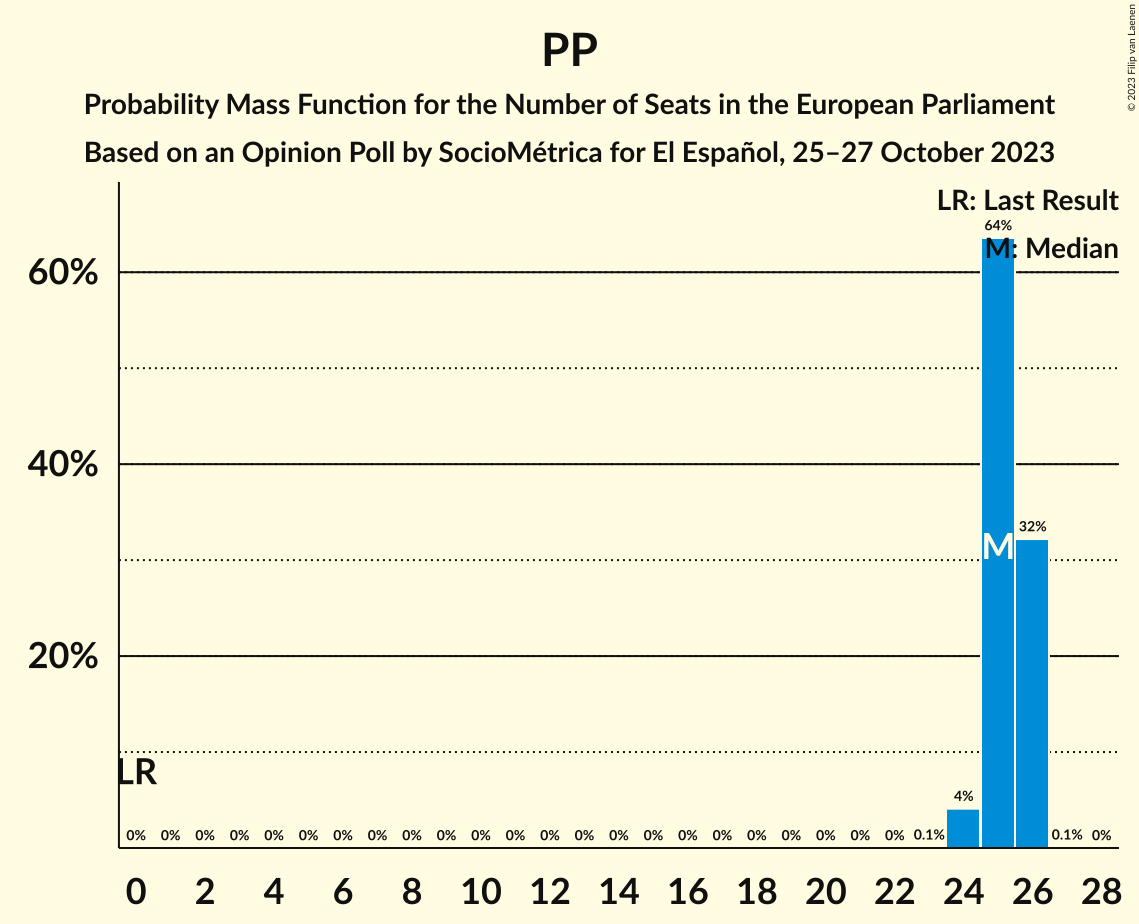 PP
Probability Mass Function for the Number of Seats in the European Parliament
Based on an Opinion Poll by SocioMétrica for El Español, 25–27 October 2023
© 2023 Filip van Laenen
LR: Last Result
M: Median
60%
40%
20%
LR
M
0% 0% 0% 0% 0% 0% 0% 0% 0% 0% 0% 0% 0% 0% 0% 0% 0% 0% 0% 0% 0% 0% 0% 0.1% 4% 64% 32% 0.1% 0%
0 2 4 6 8 10 12 14 16 18 20 22 24 26 28